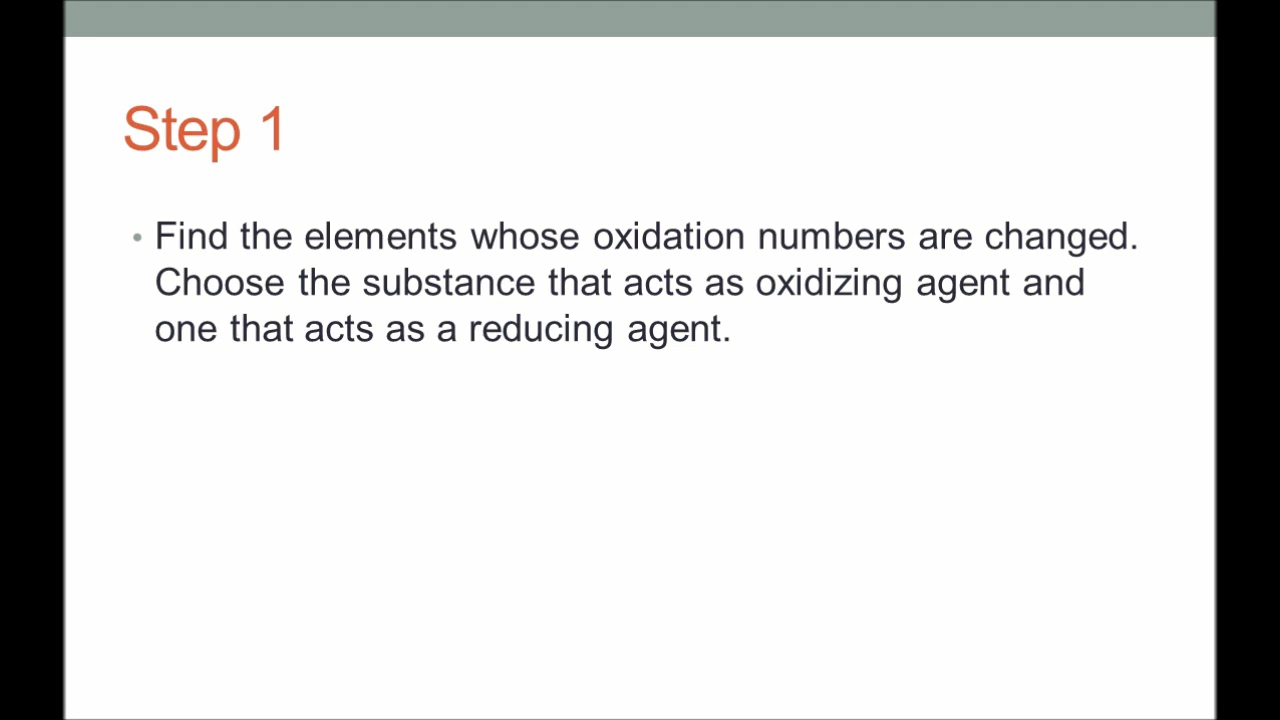 Step 1
• Find the elements whose oxidation numbers are changed.
Choose the substance that acts as oxidizing agent and
one that acts as a reducing agent.